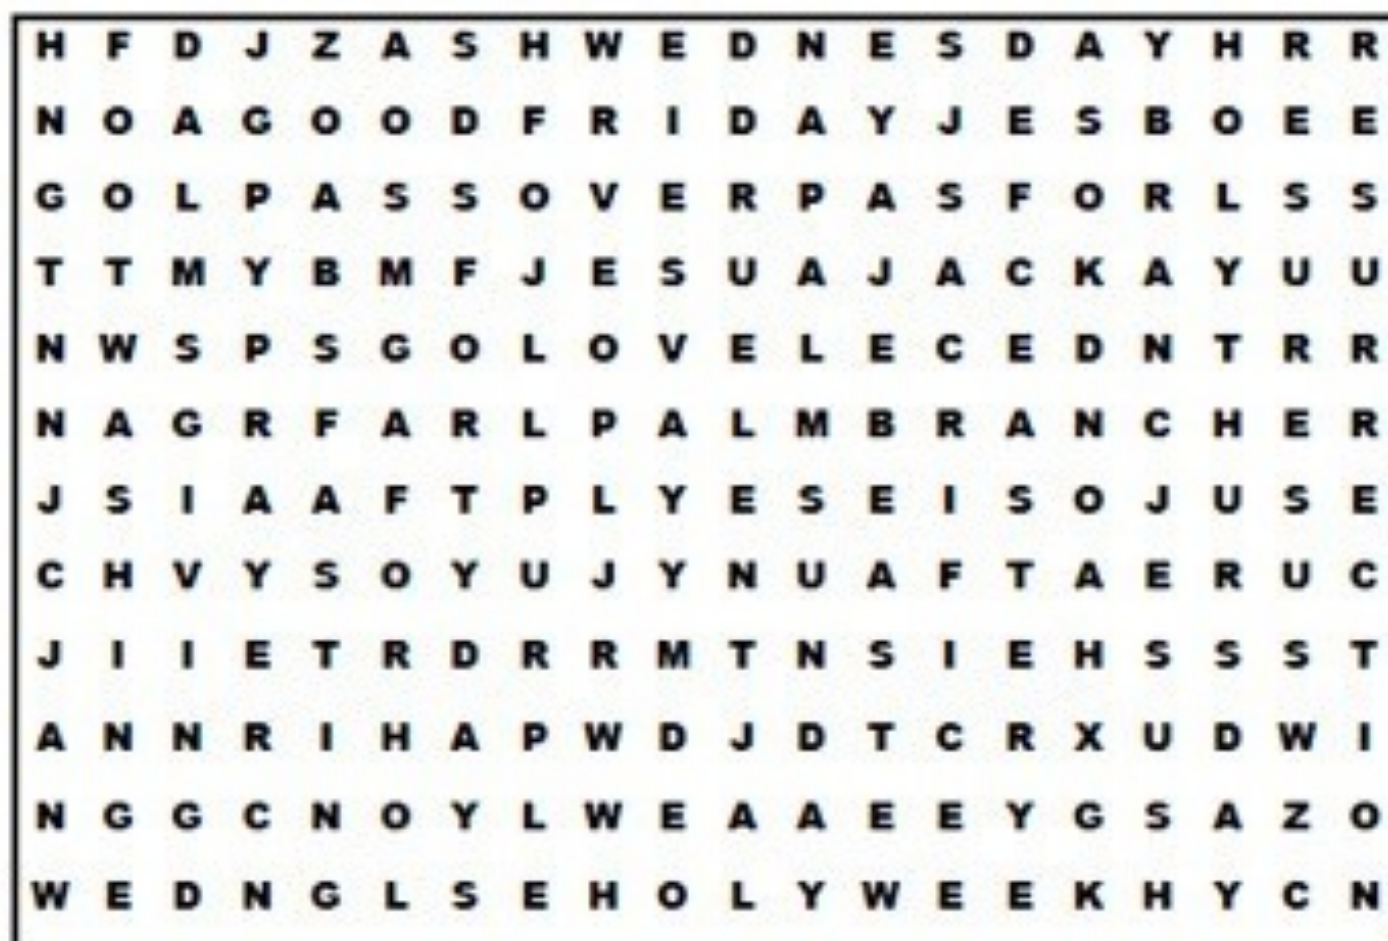 H F D J Z A S H W E D N E S D A Y H R R
N O A G O O D F R I D A Y J E S B O E E
G O L P A S S O V E R P A S F O R L S S
T T M Y B M F J E S U A J A C K A Y U U
N W S P S G O L O V E L E C E D N T R R
N A G R F A R L P A L M B R A N C H E R
J S I A A F T P L Y E S E I S O J U S E
C H V Y S O Y U J Y N U A F T A E R U C
J I I E T R D R R M T N S I E H S S S T
A N N R I H A P W D J D T C R X U D W I
N G G C N O Y L W E A A E E Y G S A Z O
W E D N G L S E H O L Y W E E K H Y C N